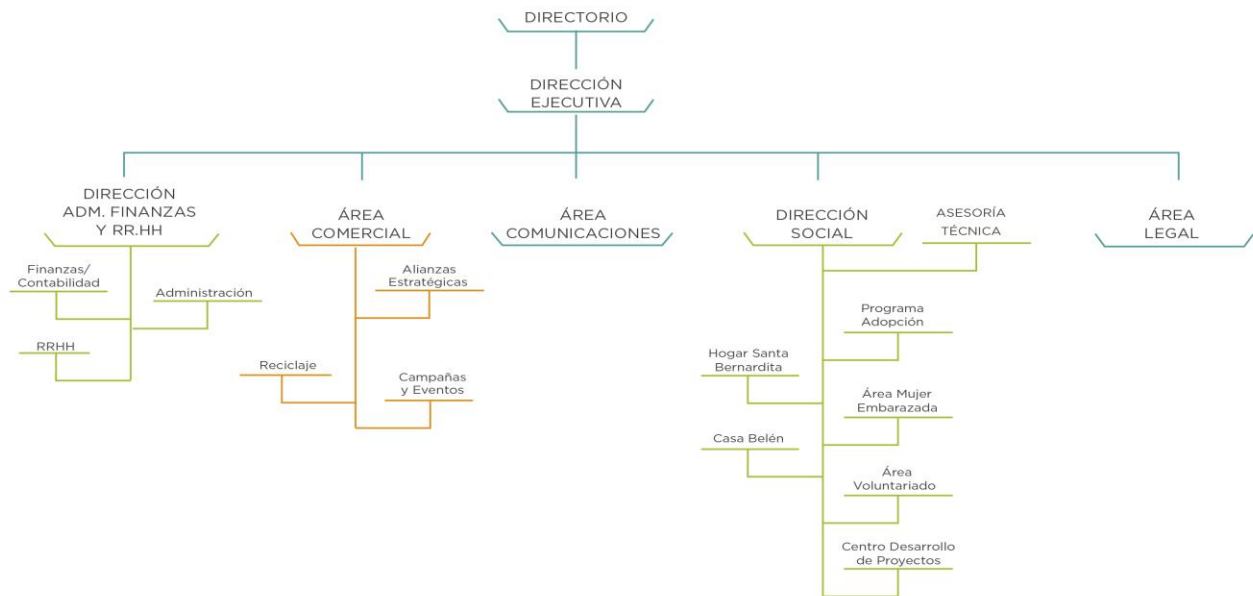 DIRECTORIO
DIRECCIÓN
EJECUTIVA
DIRECCIÓN
ADM. FINANZAS
Y RR.HH
ÁREA
COMERCIAL
ÁREA
COMUNICACIONES
DIRECCIÓN
SOCIAL
ASESORÍA
TÉCNICA
ÁREA
LEGAL
Finanzas/
Contabilidad
Administración
RRHH
Alianzas
Estratégicas
Reciclaje
Campañas
y Eventos
Programa
Adopción
Hogar Santa
Bernardita
Área Mujer
Embarazada
Casa Belén
Área
Voluntariado
Centro Desarrollo
de Proyectos